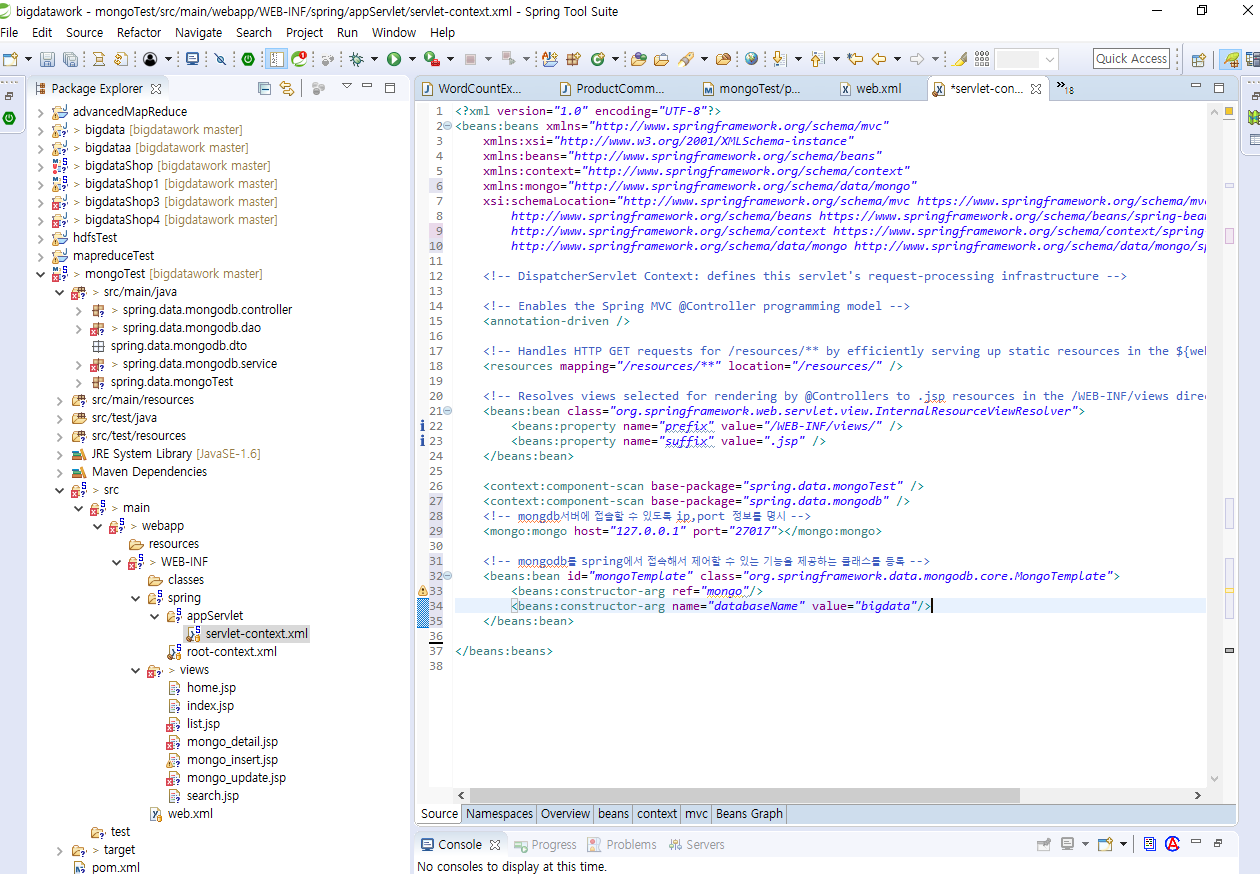 bigdatawork - mongoTest/src/main/webapp/WEB-INF/spring/appServlet/servlet-context.xml - Spring Tool Suite
File Edit Source Refactor Navigate Search Project Run Window Help
Quick Access
Package Explorer
WordCountEx... ProductComm... mongoTest/p... web.xml *servlet-con... »18
advancedMapReduce
> bigdata [bigdatawork master]
> bigdataa [bigdatawork master]
> bigdataShop [bigdatawork master]
> bigdataShop1 [bigdatawork master]
> bigdataShop3 [bigdatawork master]
> bigdataShop4 [bigdatawork master]
hdfsTest
mapreduceTest
> mongoTest [bigdatawork master]
> src/main/java
> spring.data.mongodb.controller
> spring.data.mongodb.dao
spring.data.mongodb.dto
> spring.data.mongodb.service
spring.data.mongoTest
src/main/resources
src/test/java
src/test/resources
JRE System Library [JavaSE-1.6]
Maven Dependencies
> src
> main
> webapp
resources
> WEB-INF
classes
> spring
appServlet
servlet-context.xml
root-context.xml
> views
home.jsp
index.jsp
list.jsp
mongo_detail.jsp
mongo_insert.jsp
mongo_update.jsp
search.jsp
web.xml
test
> target
pom.xml
1 <?xml version="1.0" encoding="UTF-8"?>
2 <beans:beans xmlns="http://www.springframework.org/schema/mvc"
3 xmlns:xsi="http://www.w3.org/2001/XMLSchema-instance"
4 xmlns:beans="http://www.springframework.org/schema/beans"
5 xmlns:context="http://www.springframework.org/schema/context"
6 xmlns:mongo="http://www.springframework.org/schema/data/mongo"
7 xsi:schemaLocation="http://www.springframework.org/schema/mvc https://www.springframework.org/schema/mv
8 http://www.springframework.org/schema/beans https://www.springframework.org/schema/beans/spring-bea
9 http://www.springframework.org/schema/context https://www.springframework.org/schema/context/spring
10 http://www.springframework.org/schema/data/mongo http://www.springframework.org/schema/data/mongo/s
11
12 <!-- DispatcherServlet Context: defines this servlet's request-processing infrastructure -->
13
14 <!-- Enables the Spring MVC @Controller programming model -->
15 <annotation-driven />
16
17 <!-- Handles HTTP GET requests for /resources/** by efficiently serving up static resources in the ${web
18 <resources mapping="/resources/**" location="/resources/" />
19
20 <!-- Resolves views selected for rendering by @Controllers to .jsp resources in the /WEB-INF/views direc
21 <beans:bean class="org.springframework.web.servlet.view.InternalResourceViewResolver">
22 <beans:property name="prefix" value="/WEB-INF/views/" />
23 <beans:property name="suffix" value=".jsp" />
24 </beans:bean>
25
26 <context:component-scan base-package="spring.data.mongoTest" />
27 <context:component-scan base-package="spring.data.mongodb" />
28 <!-- mongdb서버에 접슬할 수 있도록 ip,port 정보를 명시 -->
29 <mongo:mongo host="127.0.0.1" port="27017"></mongo:mongo>
30
31 <!-- mongodb를 spring에서 접속해서 제어할 수 있는 기능을 제공하는 클래스를 등록 -->
32 <beans:bean id="mongoTemplate" class="org.springframework.data.mongodb.core.MongoTemplate">
33 <beans:constructor-arg ref="mongo"/>
34 <beans:constructor-arg name="databaseName" value="bigdata"/>
35 </beans:bean>
36
37 </beans:beans>
38
Source Namespaces Overview beans context mvc Beans Graph
Console Progress Problems Servers
No consoles to display at this time.